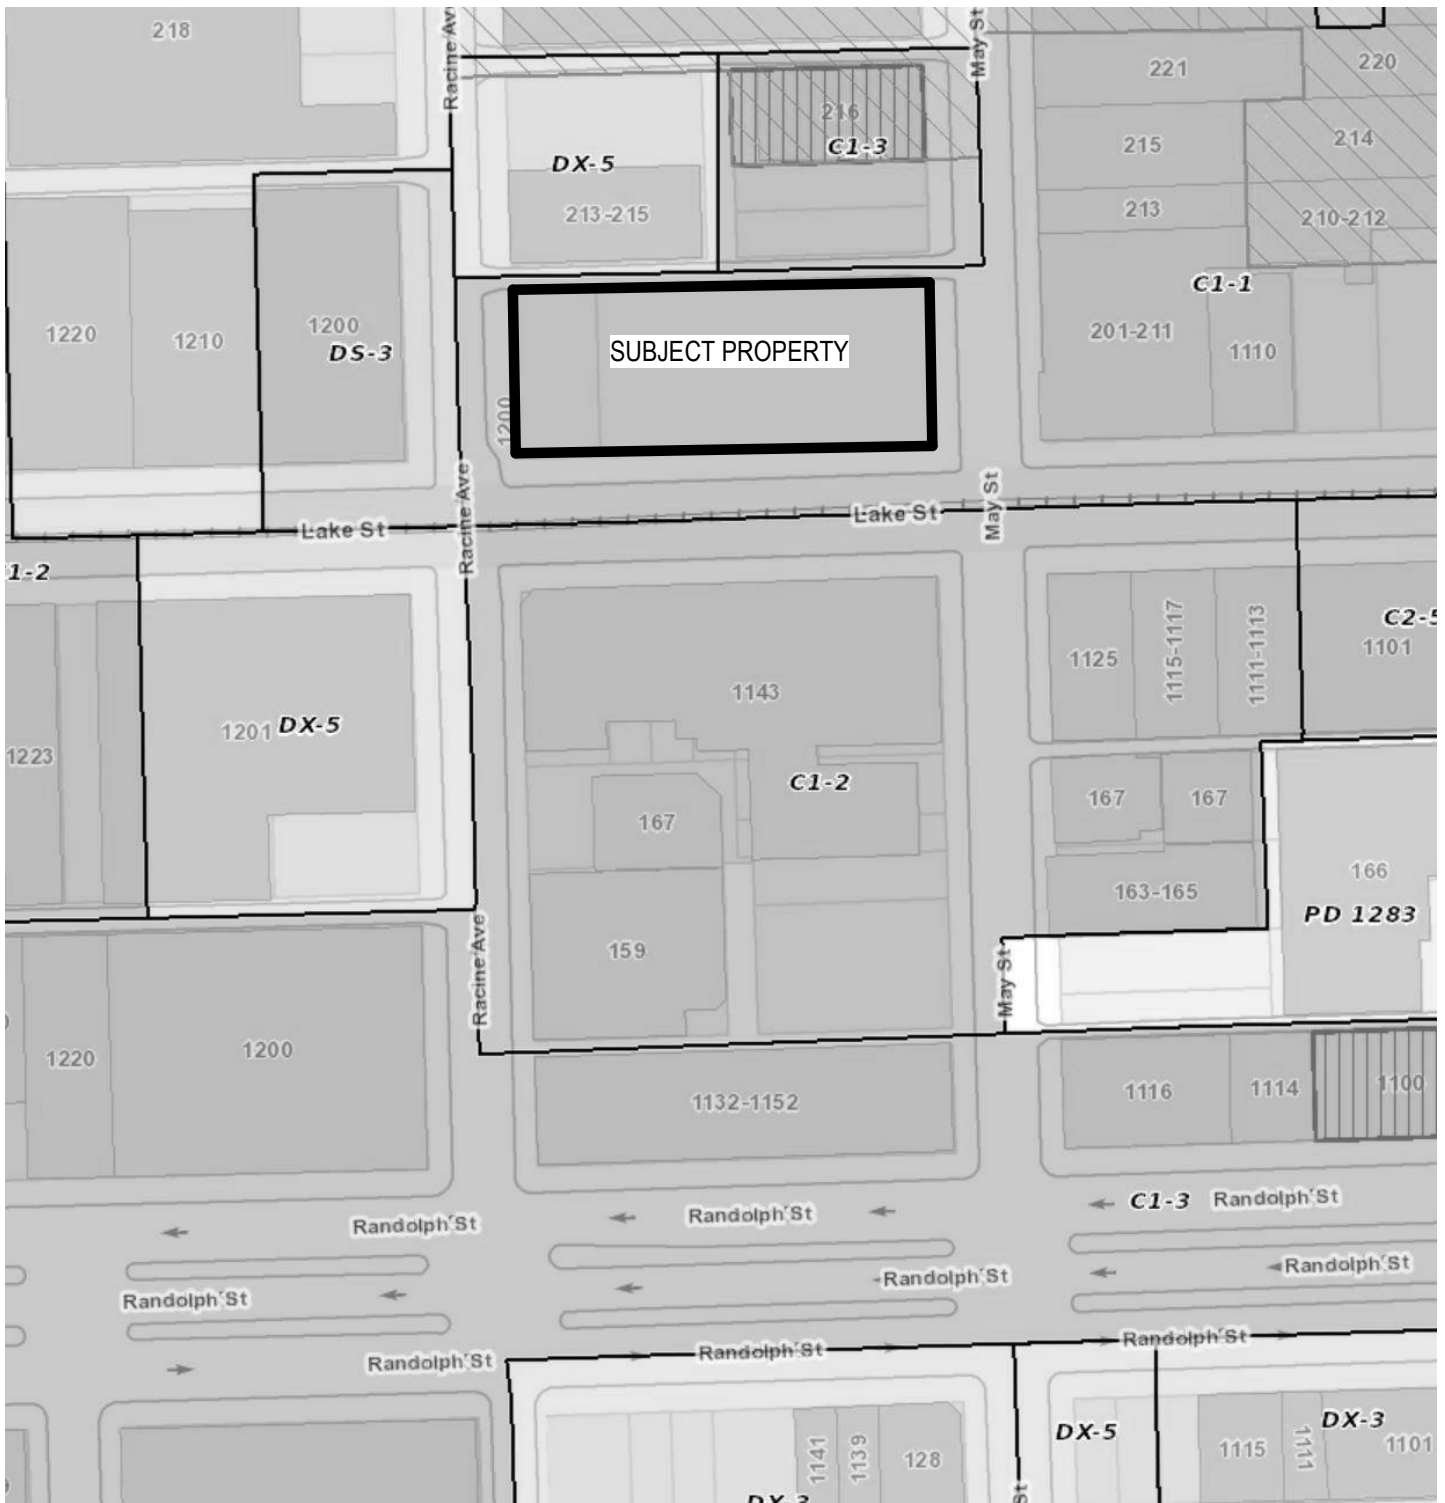 218
Racine Ave
May St
221
220
216
C1-3
215
214
DX-5
213-215
213
210-212
C1-1
1220
1210
1200
DS-3
SUBJECT PROPERTY
201-211
1110
1200
Racine Ave
May St
Lake St
Lake St
1-2
C2-5
1125
1115-1117
1111-1113
1101
1143
1201 DX-5
1223
C1-2
167
167
167
166
163-165
PD 1283
159
Racine Ave
May St
1220
1200
1132-1152
1116
1114
1100
C1-3
Randolph St
Randolph St
Randolph St
Randolph St
Randolph St
Randolph St
Randolph St
Randolph St
Randolph St
DX-5
DX-3
1141
1139
128
1115
1111
1101
DX-3
St